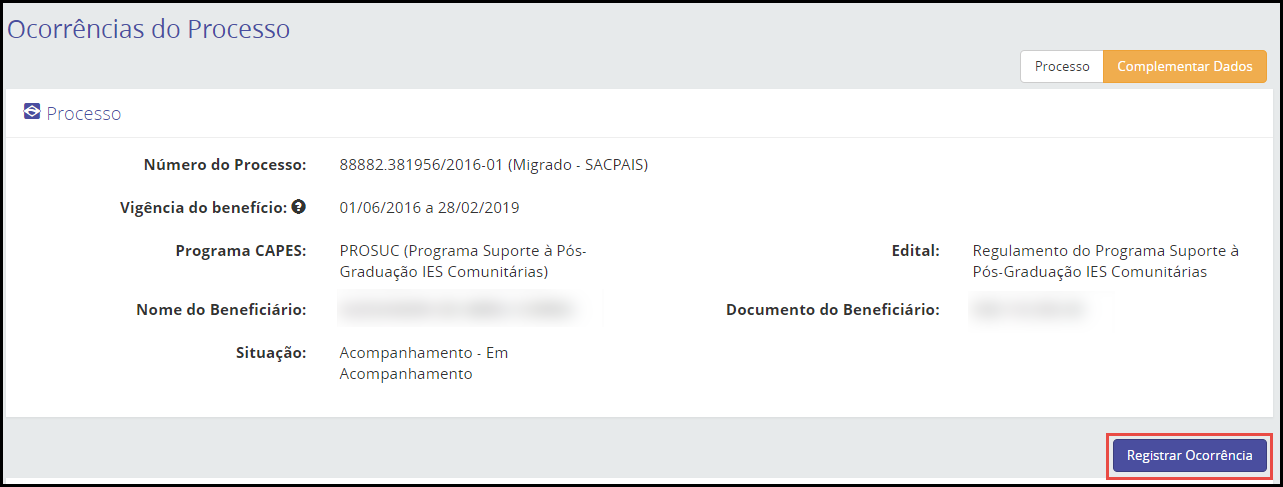 Ocorrências do Processo
Processo Complementar Dados
Processo
Número do Processo: 88882.381956/2016-01 (Migrado - SACPAIS)
Vigência do benefício: 01/06/2016 a 28/02/2019
Programa CAPES: PROSUC (Programa Suporte à Pós-
Graduação IES Comunitárias)
Edital: Regulamento do Programa Suporte à
Pós-Graduação IES Comunitárias
Nome do Beneficiário:
Documento do Beneficiário:
Situação: Acompanhamento - Em
Acompanhamento
Registrar Ocorrência